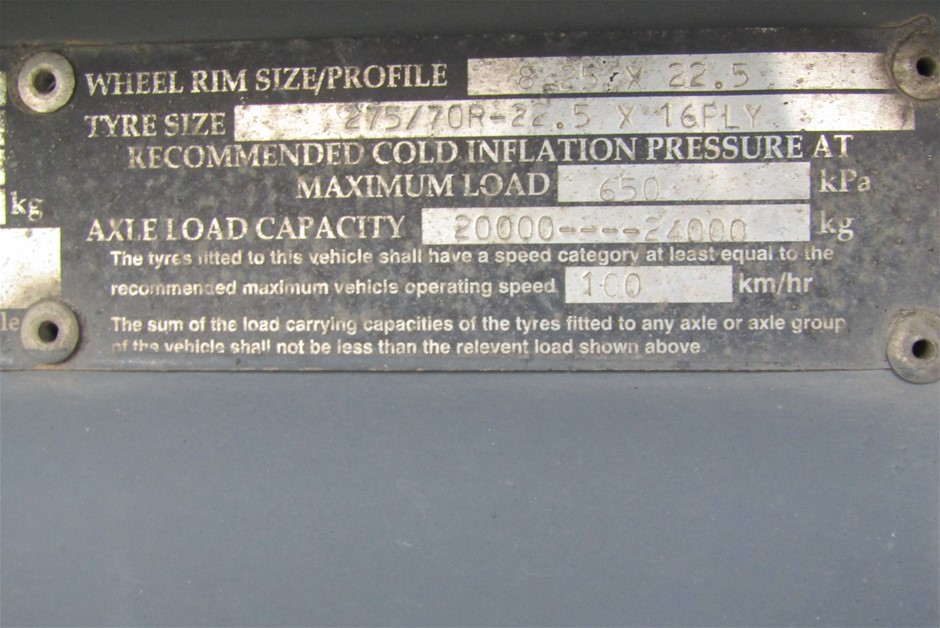 WHEEL RIM SIZE/PROFILE 8.25 X 22.5
TYRE SIZE 275/70R-22.5 X 16PLY
RECOMMENDED COLD INFLATION PRESSURE AT
MAXIMUM LOAD 650 kPa
kg
AXLE LOAD CAPACITY 20000----24000 kg
The tyres fitted to this vehicle shall have a speed category at least equal to the
recommended maximum vehicle operating speed 100 km/hr
The sum of the load carrying capacities of the tyres fitted to any axle or axle group
of the vehicle shall not be less than the relevent load shown above.